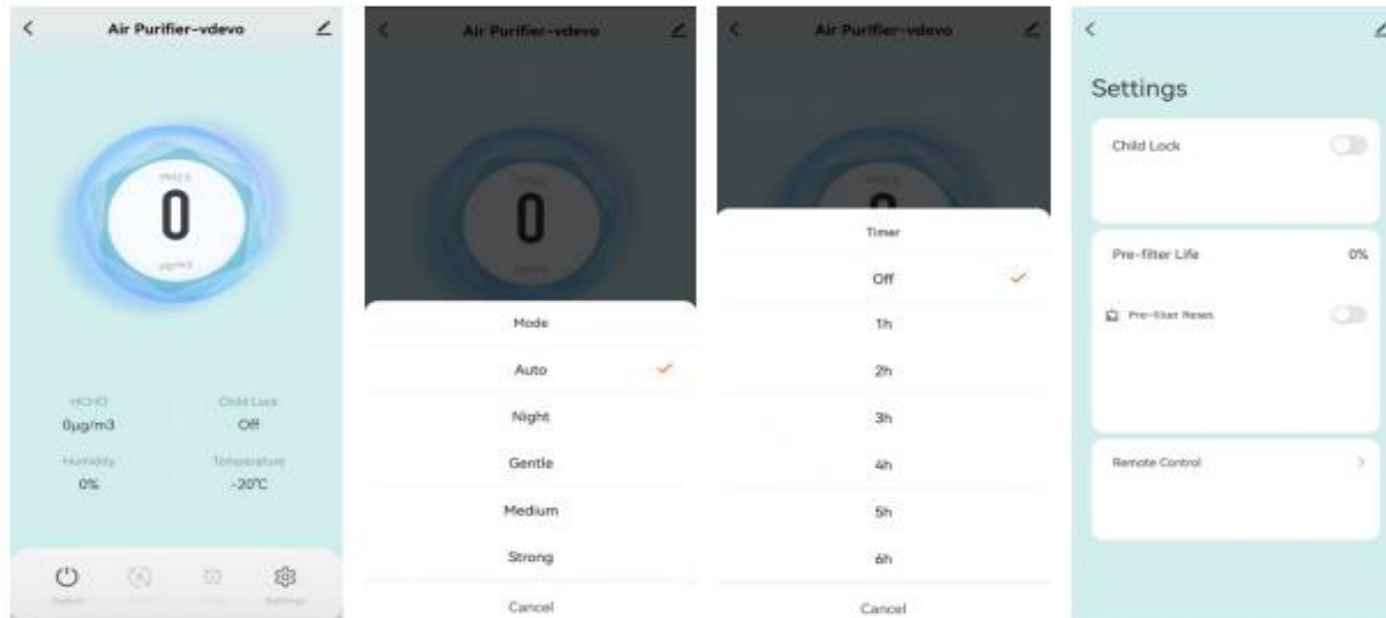 Air Purifier-vdevo
PM2.5
0
μg/m3
HCHO
0μg/m3
Child Lock
Off
Humidity
0%
Temperature
-20℃
Switch
Settings
Air Purifier-vdevo
0
Mode
Auto
Night
Gentle
Medium
Strong
Cancel
Air Purifier-vdevo
Timer
Off
1h
2h
3h
4h
5h
6h
Cancel
Settings
Child Lock
Pre-filter Life
0%
Pre-filter Reset
Remote Control